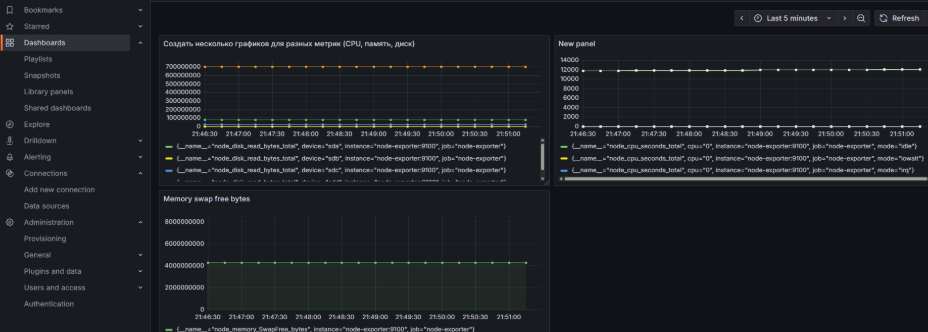 Bookmarks
Starred
Dashboards
Playlists
Snapshots
Library panels
Shared dashboards
Explore
Drilldown
Alerting
Connections
Add new connection
Data sources
Administration
Provisioning
General
Plugins and data
Users and access
Authentication
Last 5 minutes
Refresh
Создать несколько графиков для разных метрик (CPU, память, диск)
700000000
600000000
500000000
400000000
300000000
200000000
100000000
0
21:46:30 21:47:00 21:47:30 21:48:00 21:48:30 21:49:00 21:49:30 21:50:00 21:50:30 21:51:00
{__name__="node_disk_read_bytes_total", device="sda", instance="node-exporter:9100", job="node-exporter"}
{__name__="node_disk_read_bytes_total", device="sdb", instance="node-exporter:9100", job="node-exporter"}
{__name__="node_disk_read_bytes_total", device="sdc", instance="node-exporter:9100", job="node-exporter"}
New panel
14000
12000
10000
8000
6000
4000
2000
0
21:46:30 21:47:00 21:47:30 21:48:00 21:48:30 21:49:00 21:49:30 21:50:00 21:50:30 21:51:00
{__name__="node_cpu_seconds_total", cpu="0", instance="node-exporter:9100", job="node-exporter", mode="idle"}
{__name__="node_cpu_seconds_total", cpu="0", instance="node-exporter:9100", job="node-exporter", mode="iowait"}
{__name__="node_cpu_seconds_total", cpu="0", instance="node-exporter:9100", job="node-exporter", mode="irq"}
Memory swap free bytes
8000000000
6000000000
4000000000
2000000000
0
21:46:30 21:47:00 21:47:30 21:48:00 21:48:30 21:49:00 21:49:30 21:50:00 21:50:30 21:51:00
{__name__="node_memory_SwapFree_bytes", instance="node-exporter:9100", job="node-exporter"}